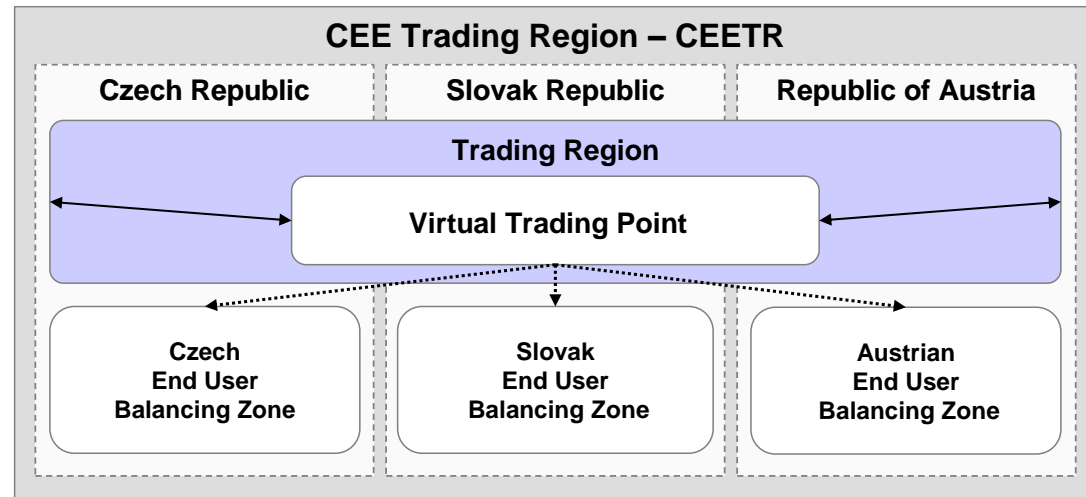 CEE Trading Region – CEETR
Czech Republic
Slovak Republic
Republic of Austria
Trading Region
Virtual Trading Point
Czech
End User
Balancing Zone
Slovak
End User
Balancing Zone
Austrian
End User
Balancing Zone